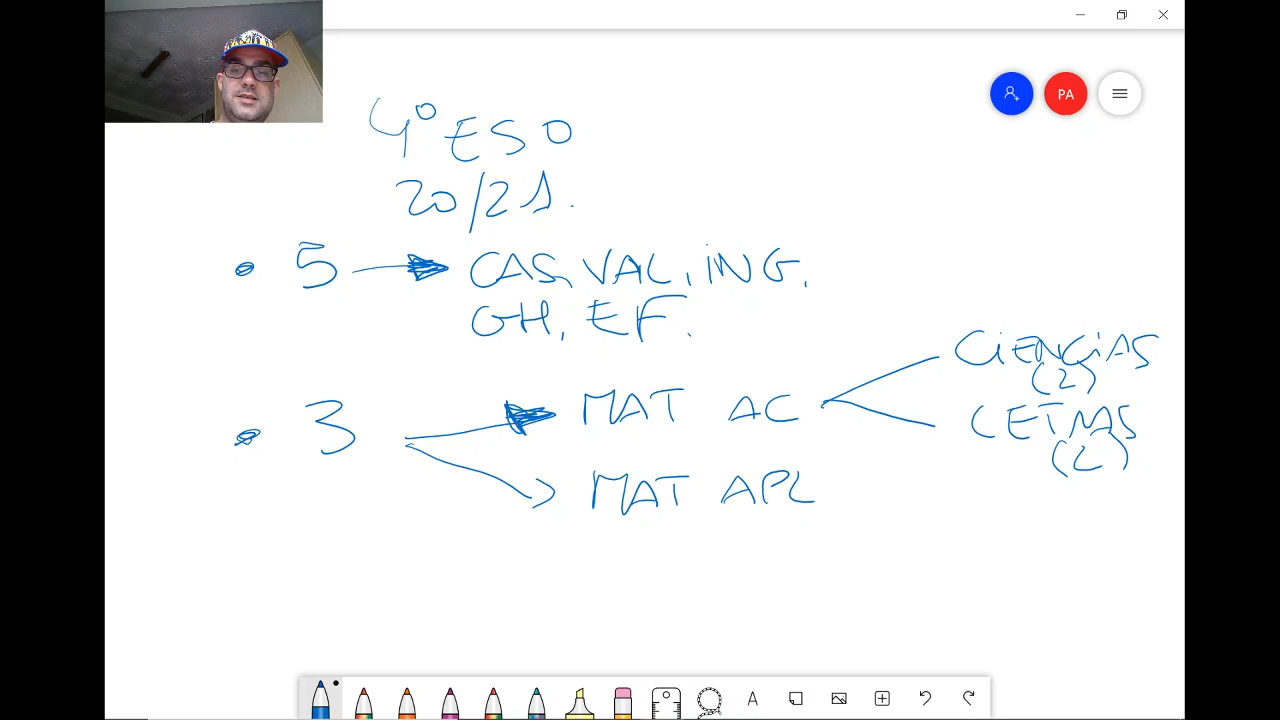 PA
4º ESO
20/21.
• 5 → CAS, VAL, iNG.
GH, EF.
CiENCiAS
(2)
• 3 MAT AC
LETRAS
(2)
MAT APL
A